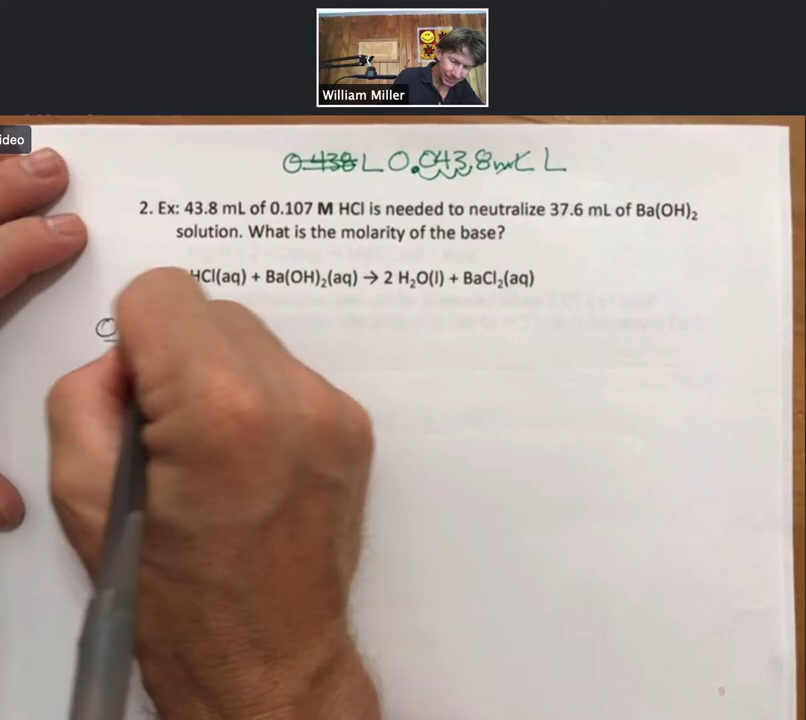 William Miller
ideo
0.438 L 0.043.8 mL L
2. Ex: 43.8 mL of 0.107 M HCl is needed to neutralize 37.6 mL of Ba(OH)₂
solution. What is the molarity of the base?
HCl(aq) + Ba(OH)₂(aq) → 2 H₂O(l) + BaCl₂(aq)
0
9